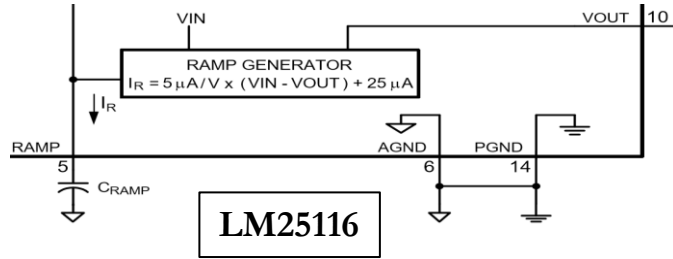 VIN
VOUT 10
RAMP GENERATOR
I_R = 5 µA/V x (VIN - VOUT) + 25 µA
I_R
RAMP
AGND
PGND
5
6
14
C_RAMP
LM25116